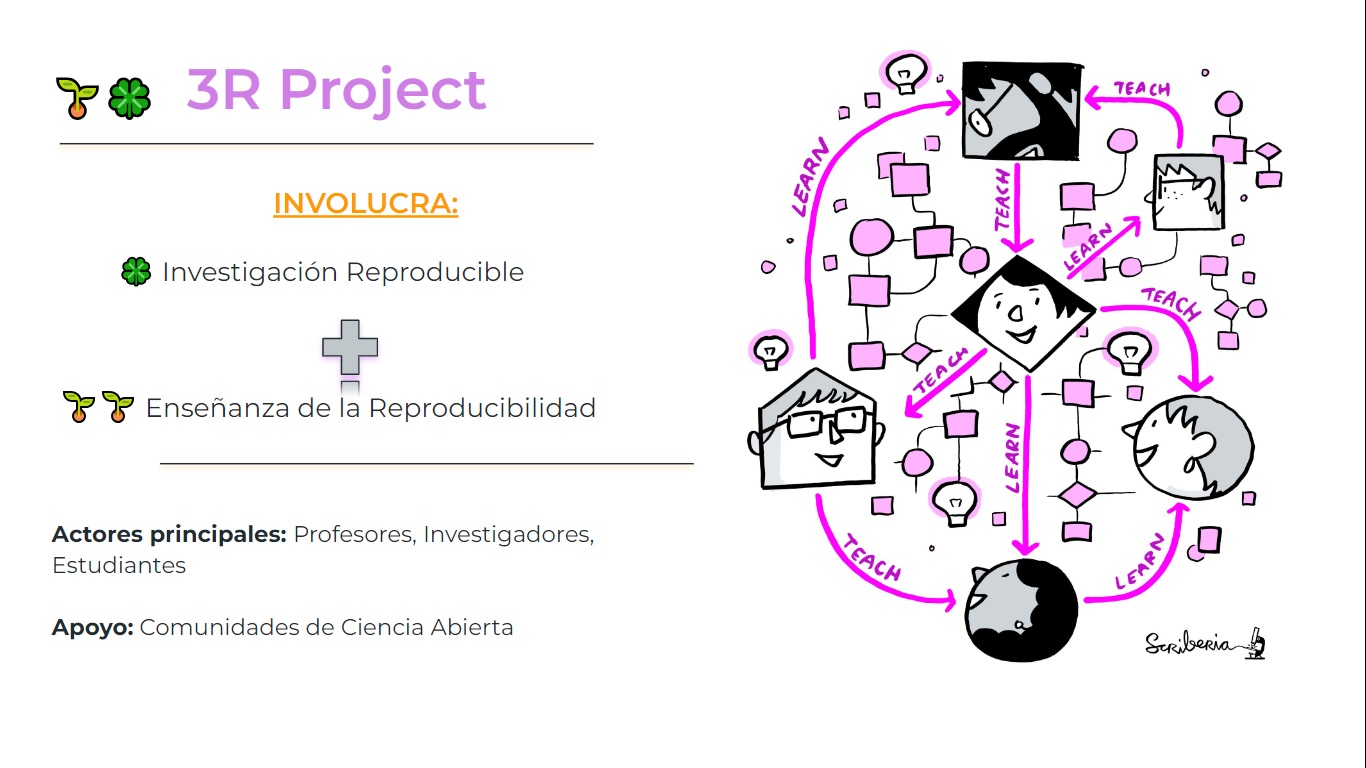 3R Project
INVOLUCRA:
Investigación Reproducible
Enseñanza de la Reproducibilidad
Actores principales: Profesores, Investigadores,
Estudiantes
Apoyo: Comunidades de Ciencia Abierta
TEACH
LEARN
TEACH
LEARN
TEACH
TEACH
LEARN
TEACH
LEARN
Scriberia